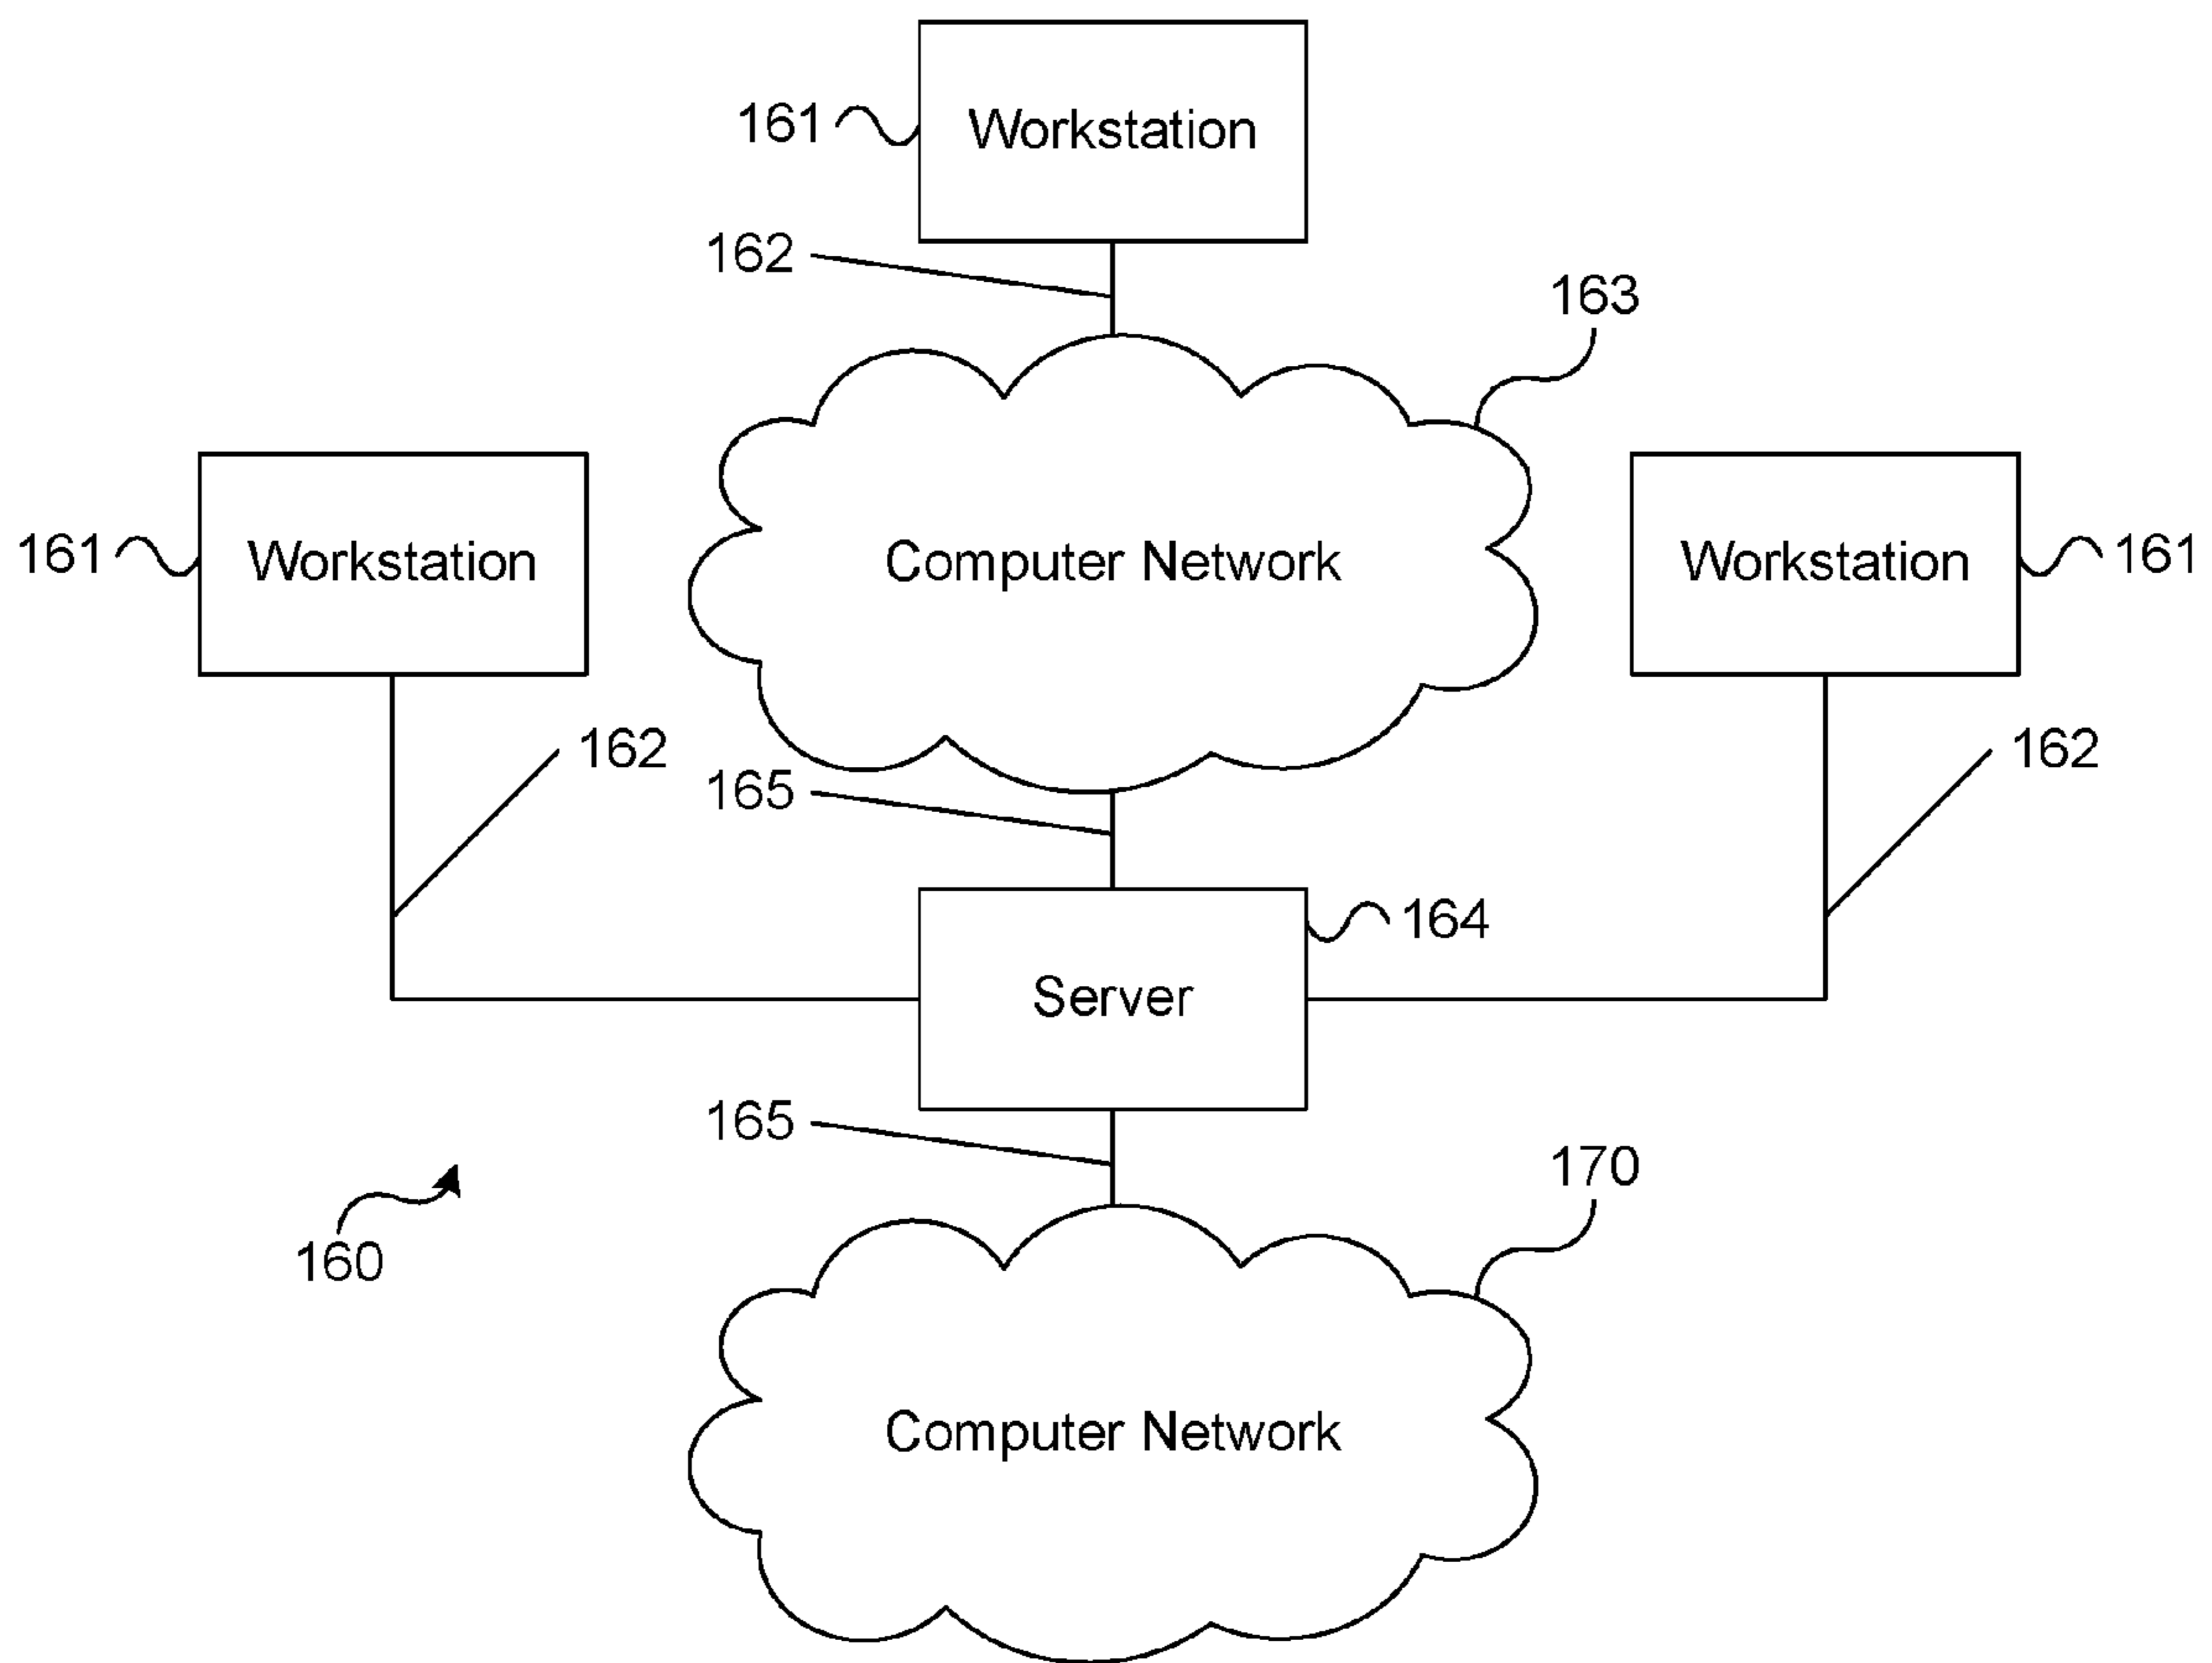 161
Workstation
162
163
161
Workstation
Computer Network
Workstation
161
162
162
165
164
Server
165
170
160
Computer Network